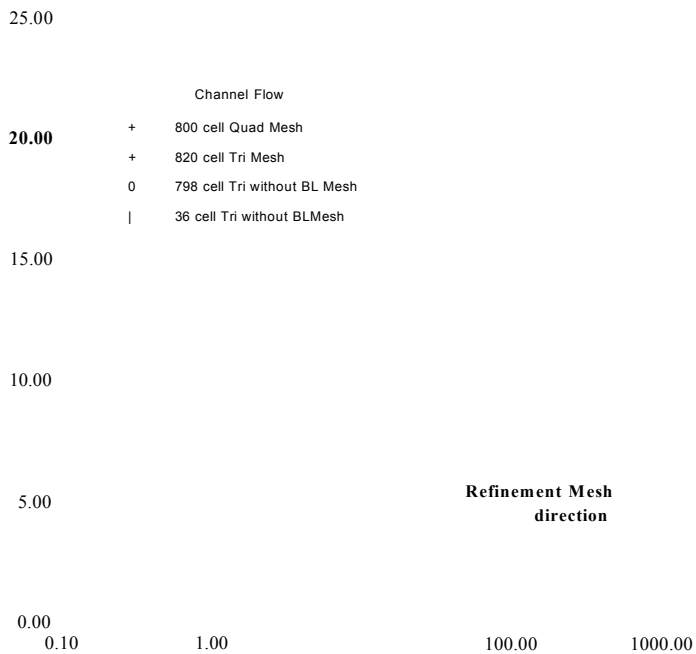 25.00
Channel Flow
+ 800 cell Quad Mesh
20.00
+ 820 cell Tri Mesh
0 798 cell Tri without BL Mesh
| 36 cell Tri without BLMesh
15.00
10.00
Refinement Mesh
5.00
direction
0.00
0.10 1.00 100.00 1000.00